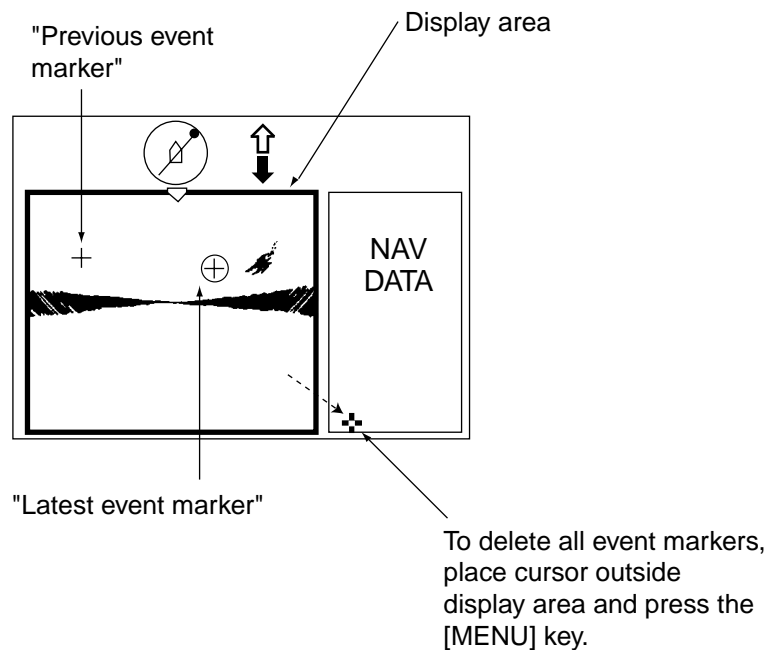 "Previous event
marker"
Display area
NAV
DATA
"Latest event marker"
To delete all event markers,
place cursor outside
display area and press the
[MENU] key.